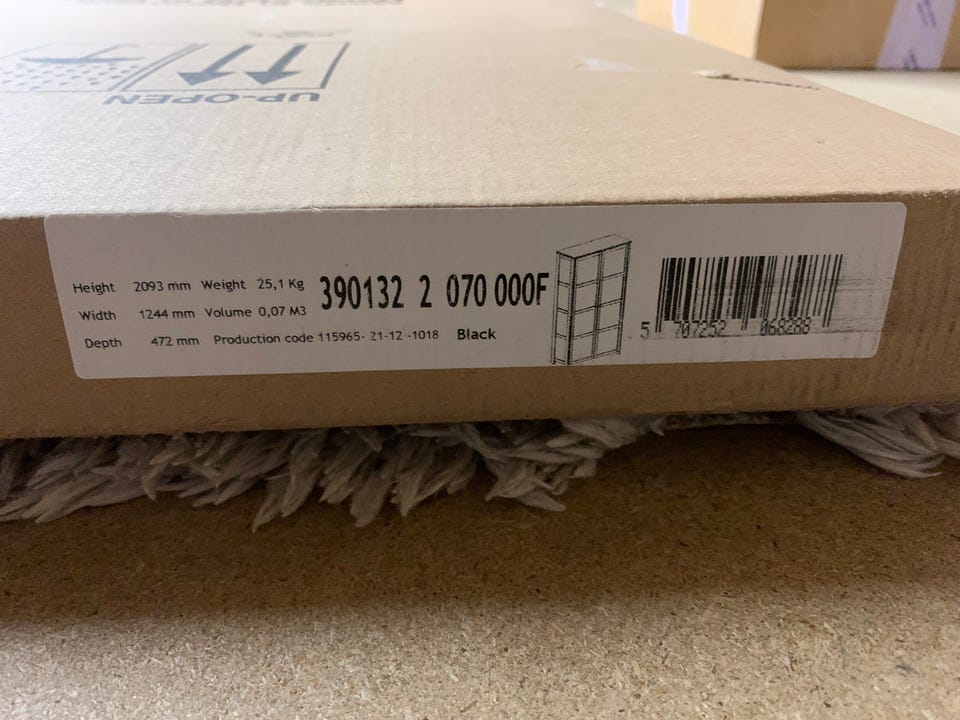 UP-OPEN
Height 2093 mm Weight 25,1 Kg
Width 1244 mm Volume 0,07 M3
Depth 472 mm Production code 115965- 21-12 -1018 Black
390132 2 070 000F
5 707252 068288